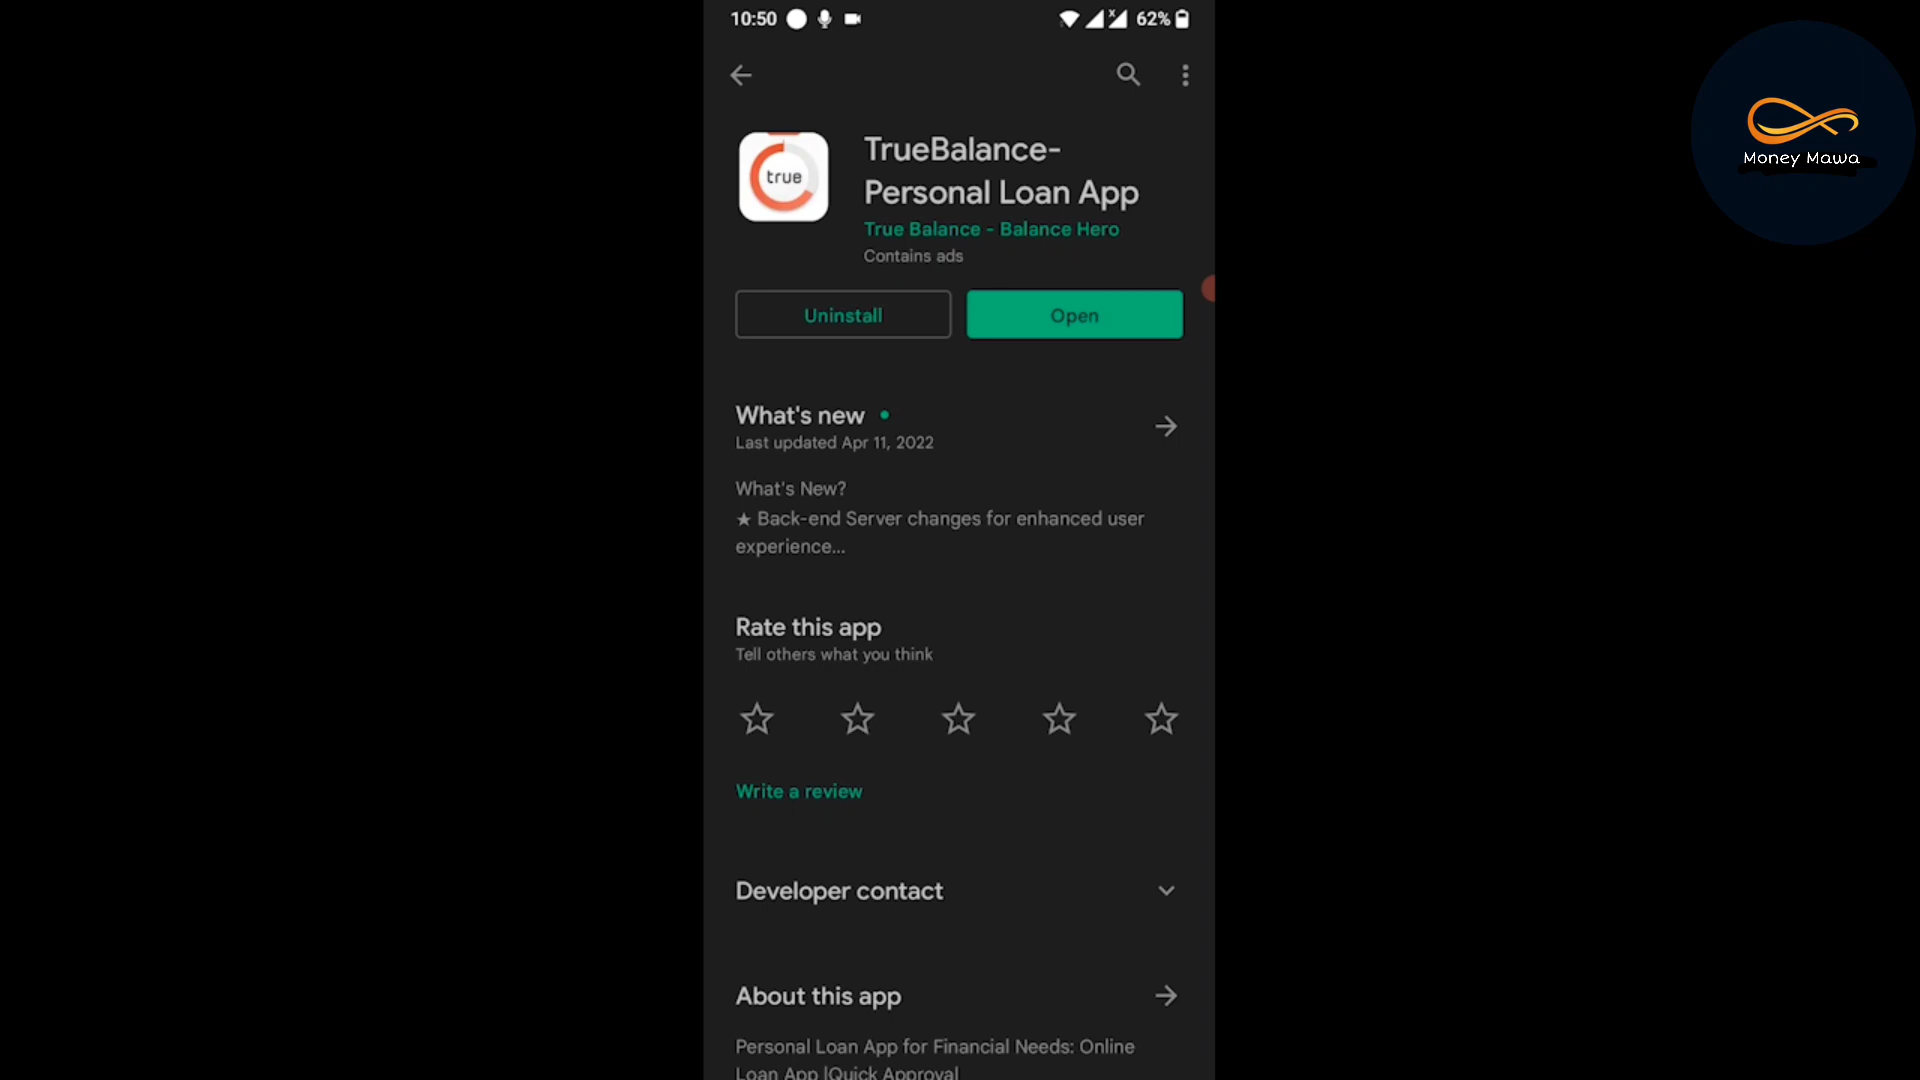 10:50
62%
Money Mawa
true
TrueBalance-
Personal Loan App
True Balance - Balance Hero
Contains ads
Uninstall
Open
What's new
Last updated Apr 11, 2022
What's New?
★ Back-end Server changes for enhanced user
experience...
Rate this app
Tell others what you think
Write a review
Developer contact
About this app
Personal Loan App for Financial Needs: Online
Loan App |Quick Approval